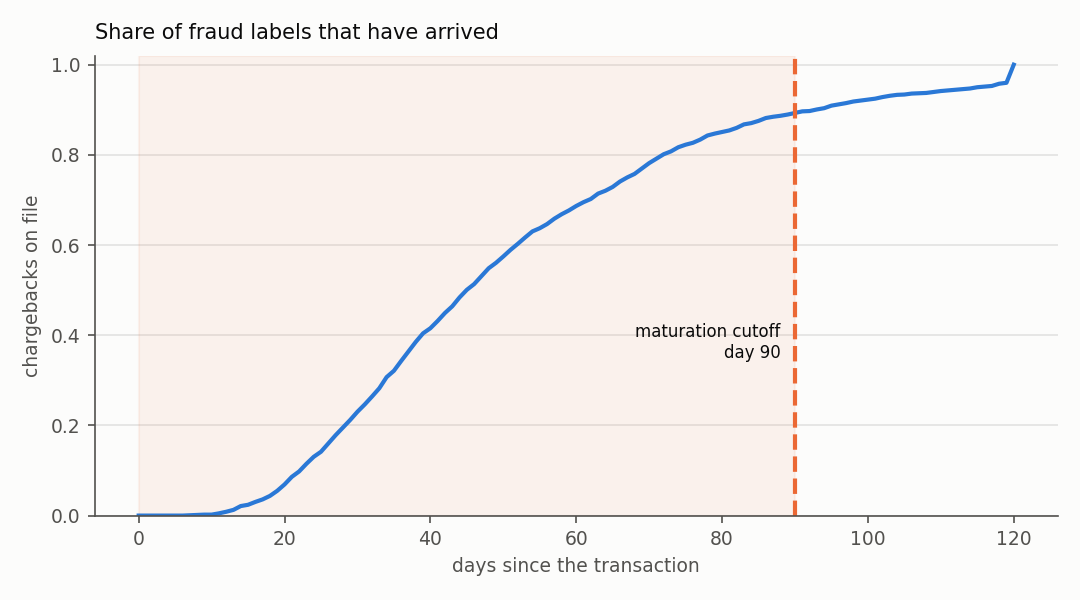 Share of fraud labels that have arrived
chargebacks on file
1.0
0.8
0.6
0.4
0.2
0.0
maturation cutoff
day 90
0 20 40 60 80 100 120
days since the transaction